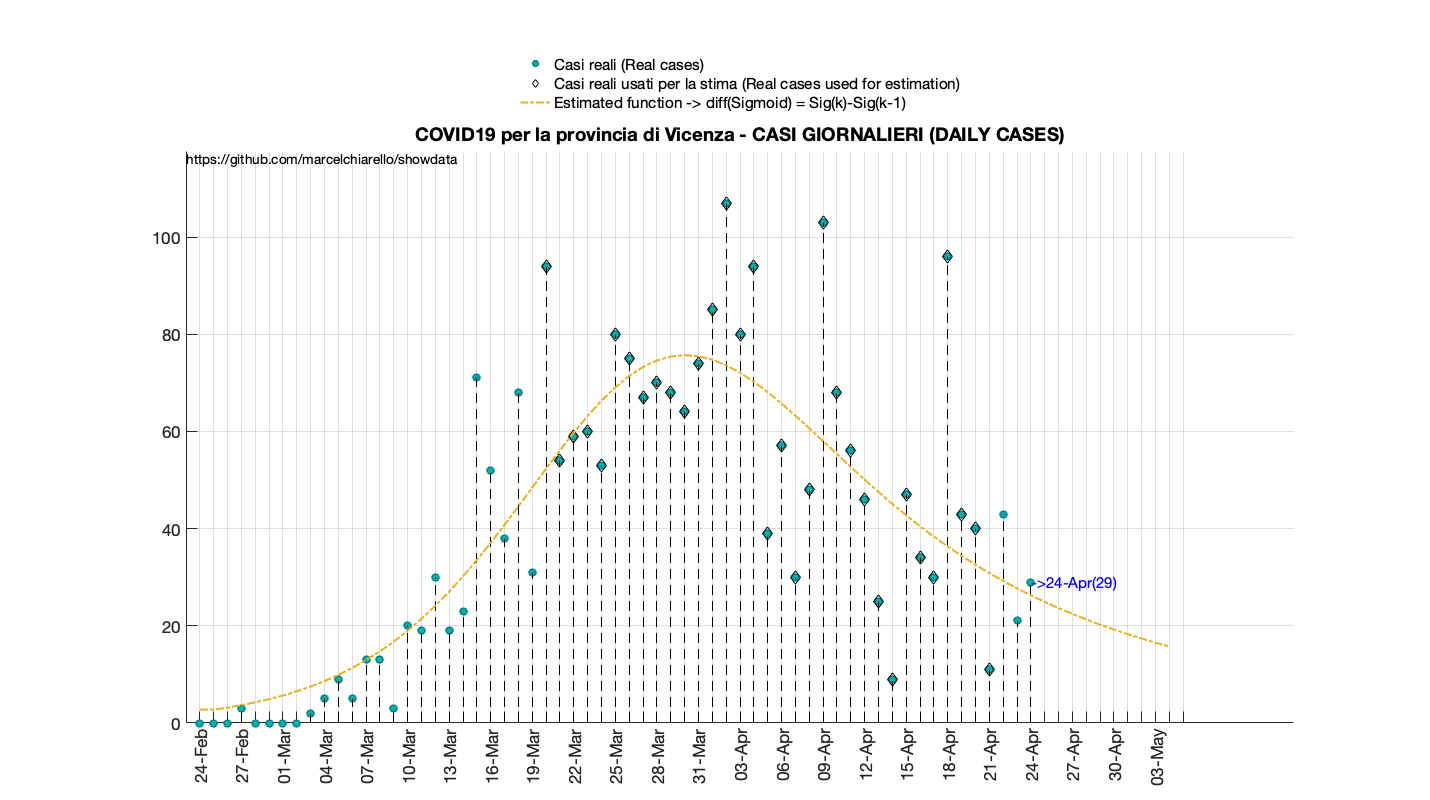 Casi reali (Real cases)
Casi reali usati per la stima (Real cases used for estimation)
Estimated function -> diff(Sigmoid) = Sig(k)-Sig(k-1)
COVID19 per la provincia di Vicenza - CASI GIORNALIERI (DAILY CASES)
https://github.com/marcelchiarello/showdata
100
80
60
40
20
0
->24-Apr(29)
24-Feb
27-Feb
01-Mar
04-Mar
07-Mar
10-Mar
13-Mar
16-Mar
19-Mar
22-Mar
25-Mar
28-Mar
31-Mar
03-Apr
06-Apr
09-Apr
12-Apr
15-Apr
18-Apr
21-Apr
24-Apr
27-Apr
30-Apr
03-May